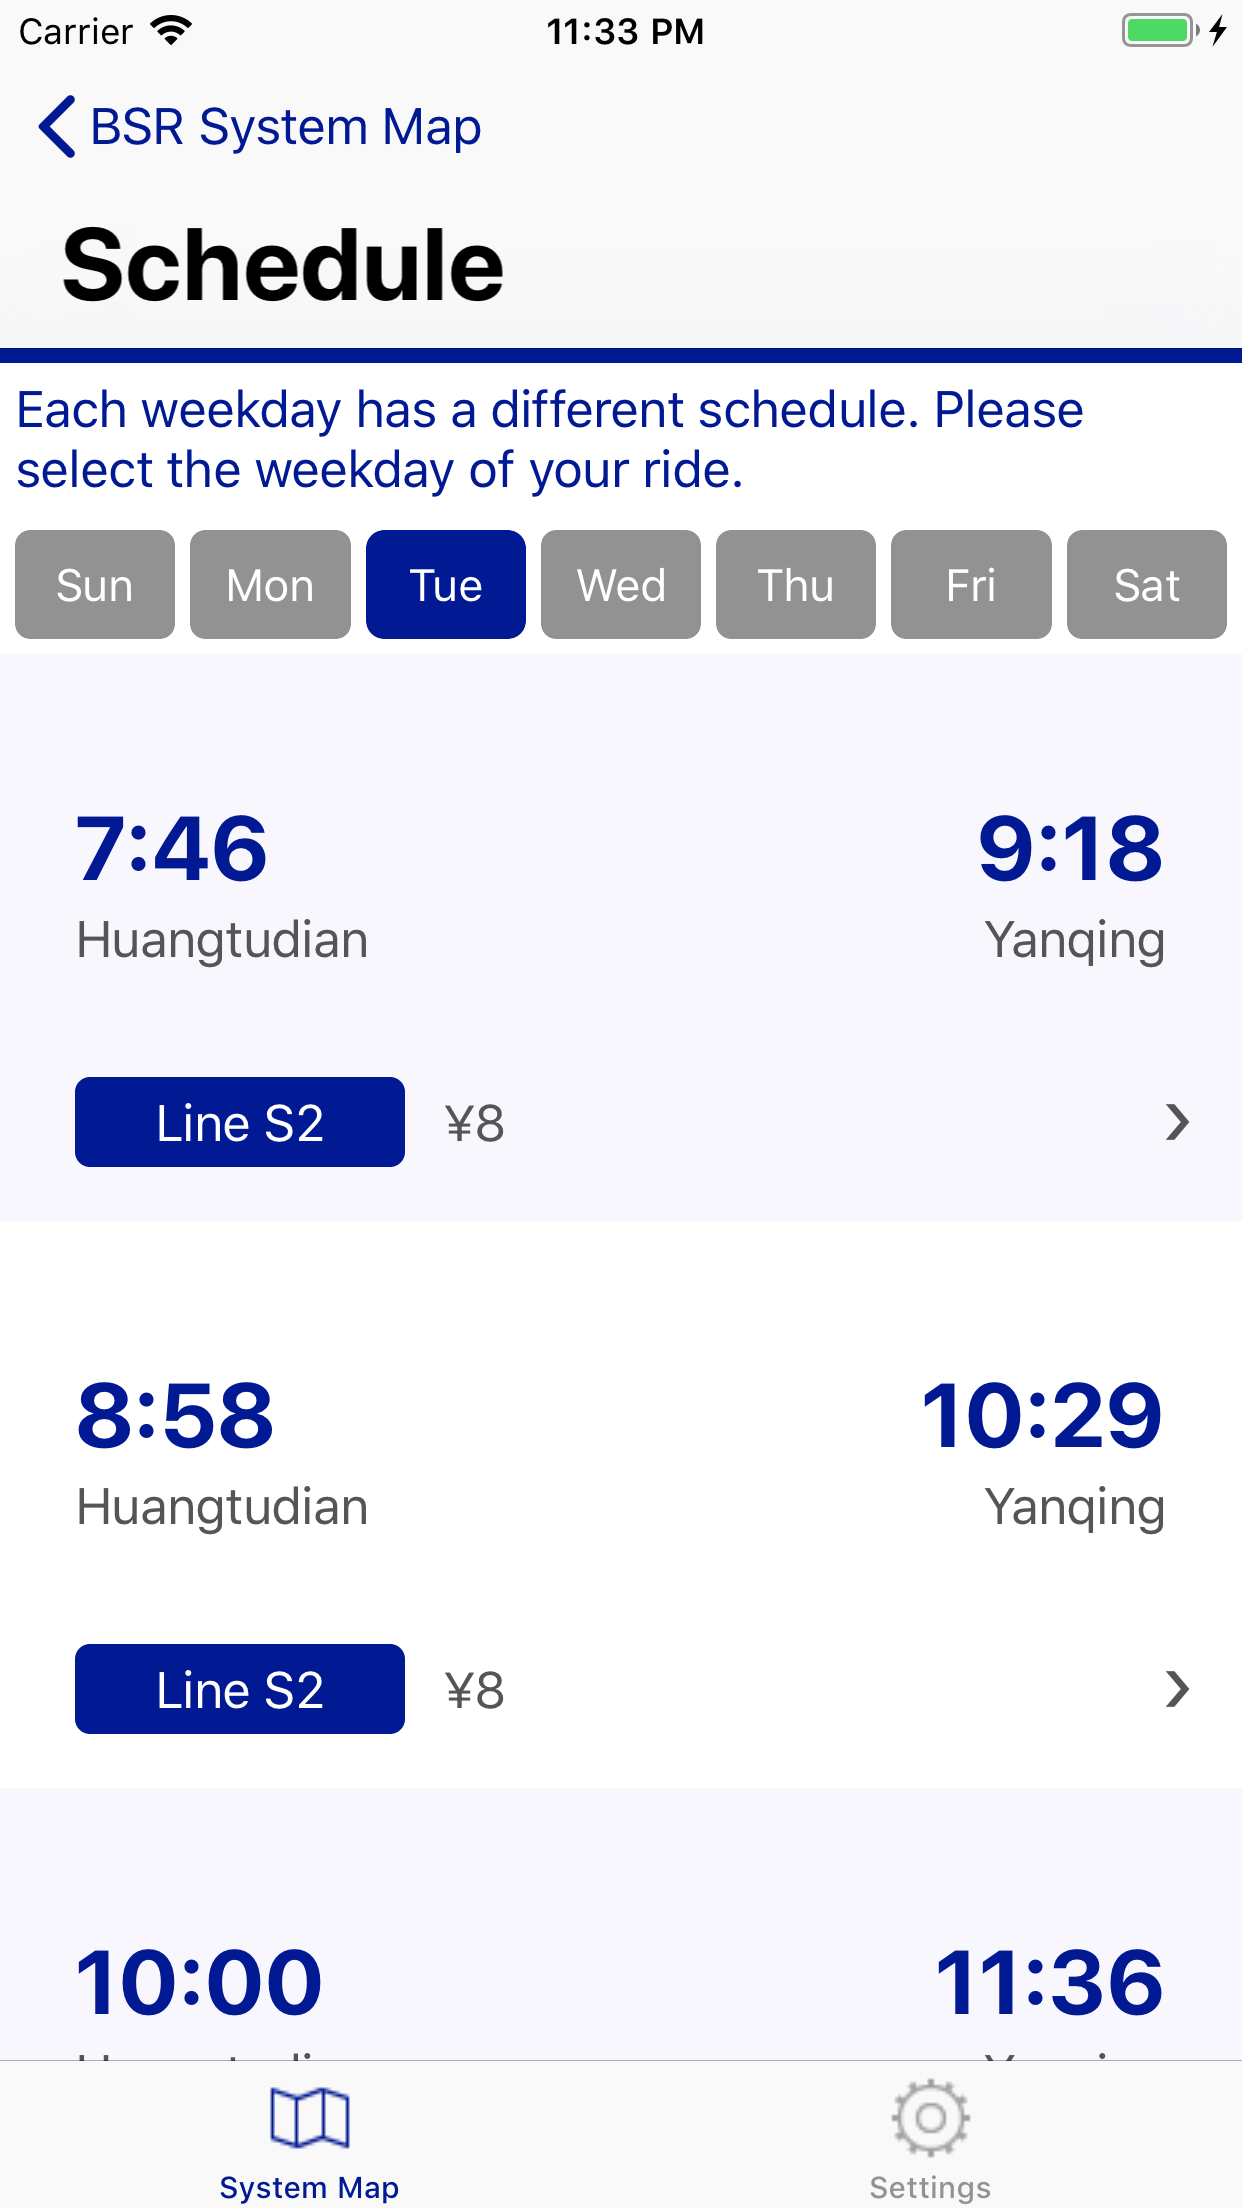 Carrier 11:33 PM
BSR System Map
Schedule
Each weekday has a different schedule. Please
select the weekday of your ride.
Sun Mon Tue Wed Thu Fri Sat
7:46 9:18
Huangtudian Yanqing
Line S2 ¥8
8:58 10:29
Huangtudian Yanqing
Line S2 ¥8
10:00 11:36
System Map Settings